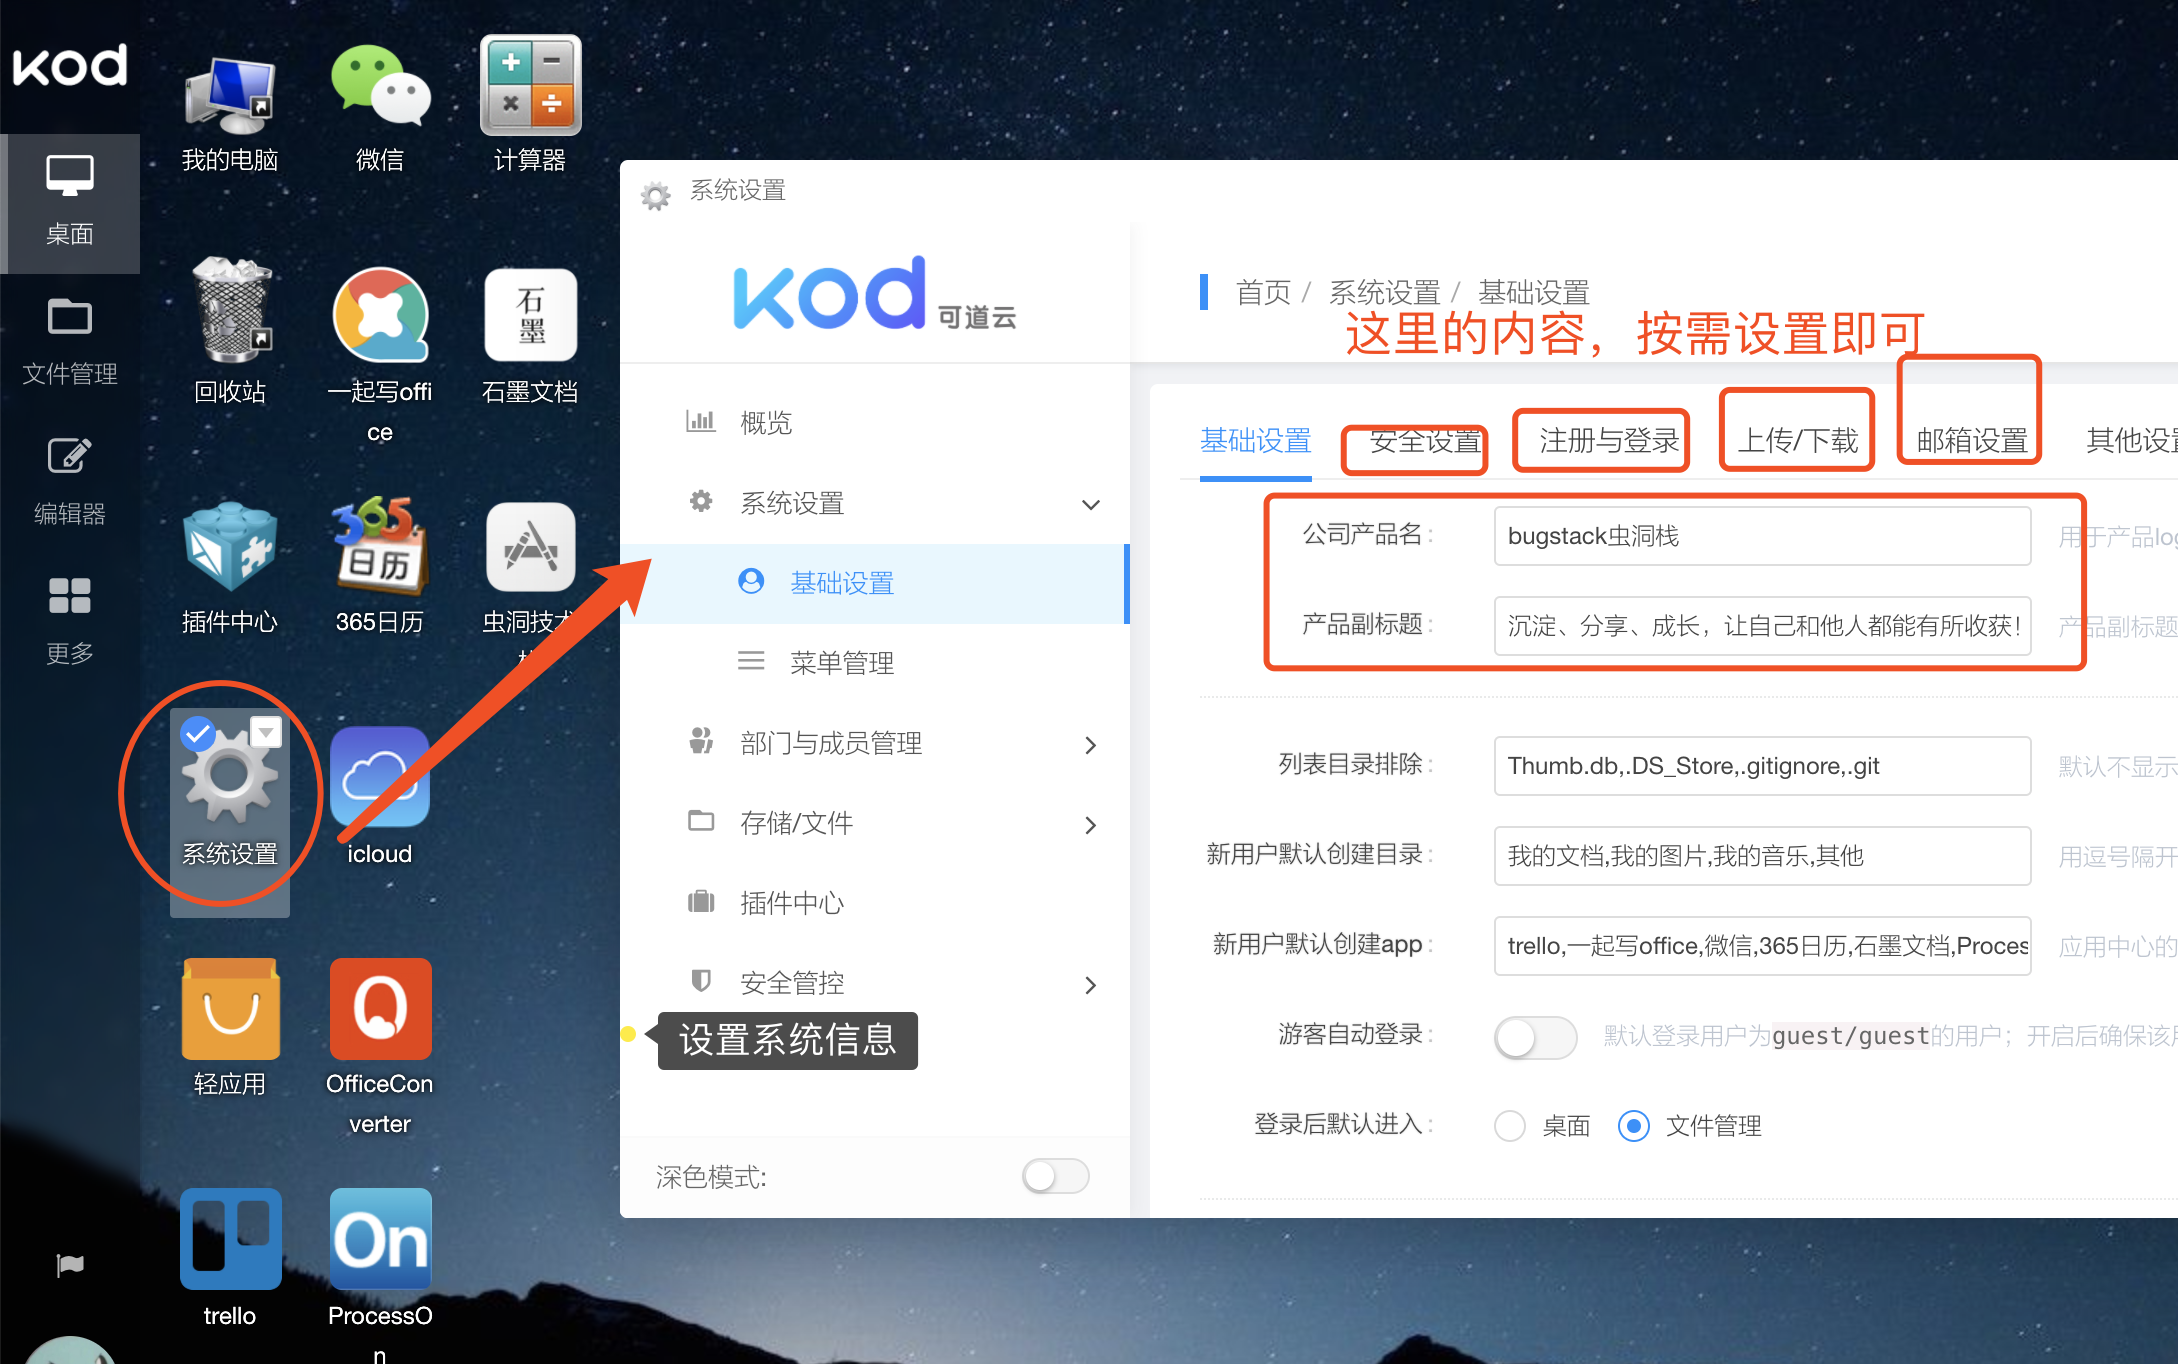 kod
桌面
文件管理
编辑器
更多
我的电脑
微信
计算器
回收站
一起写offi
ce
石
墨
石墨文档
插件中心
365
日历
365日历
虫洞技术
系统设置
icloud
轻应用
OfficeCon
verter
trello
On
ProcessO
n
系统设置
kod 可道云
概览
系统设置
基础设置
菜单管理
部门与成员管理
存储/文件
插件中心
安全管控
设置系统信息
深色模式:
首页 / 系统设置 / 基础设置
这里的内容，按需设置即可
基础设置 安全设置 注册与登录 上传/下载 邮箱设置 其他设置
公司产品名: bugstack虫洞栈 用于产品log
产品副标题: 沉淀、分享、成长，让自己和他人都能有所收获！ 产品副标题
列表目录排除: Thumb.db,.DS_Store,.gitignore,.git 默认不显示
新用户默认创建目录: 我的文档,我的图片,我的音乐,其他 用逗号隔开
新用户默认创建app: trello,一起写office,微信,365日历,石墨文档,Proces 应用中心的
游客自动登录: 默认登录用户为guest/guest的用户；开启后确保该用
登录后默认进入: 桌面 文件管理